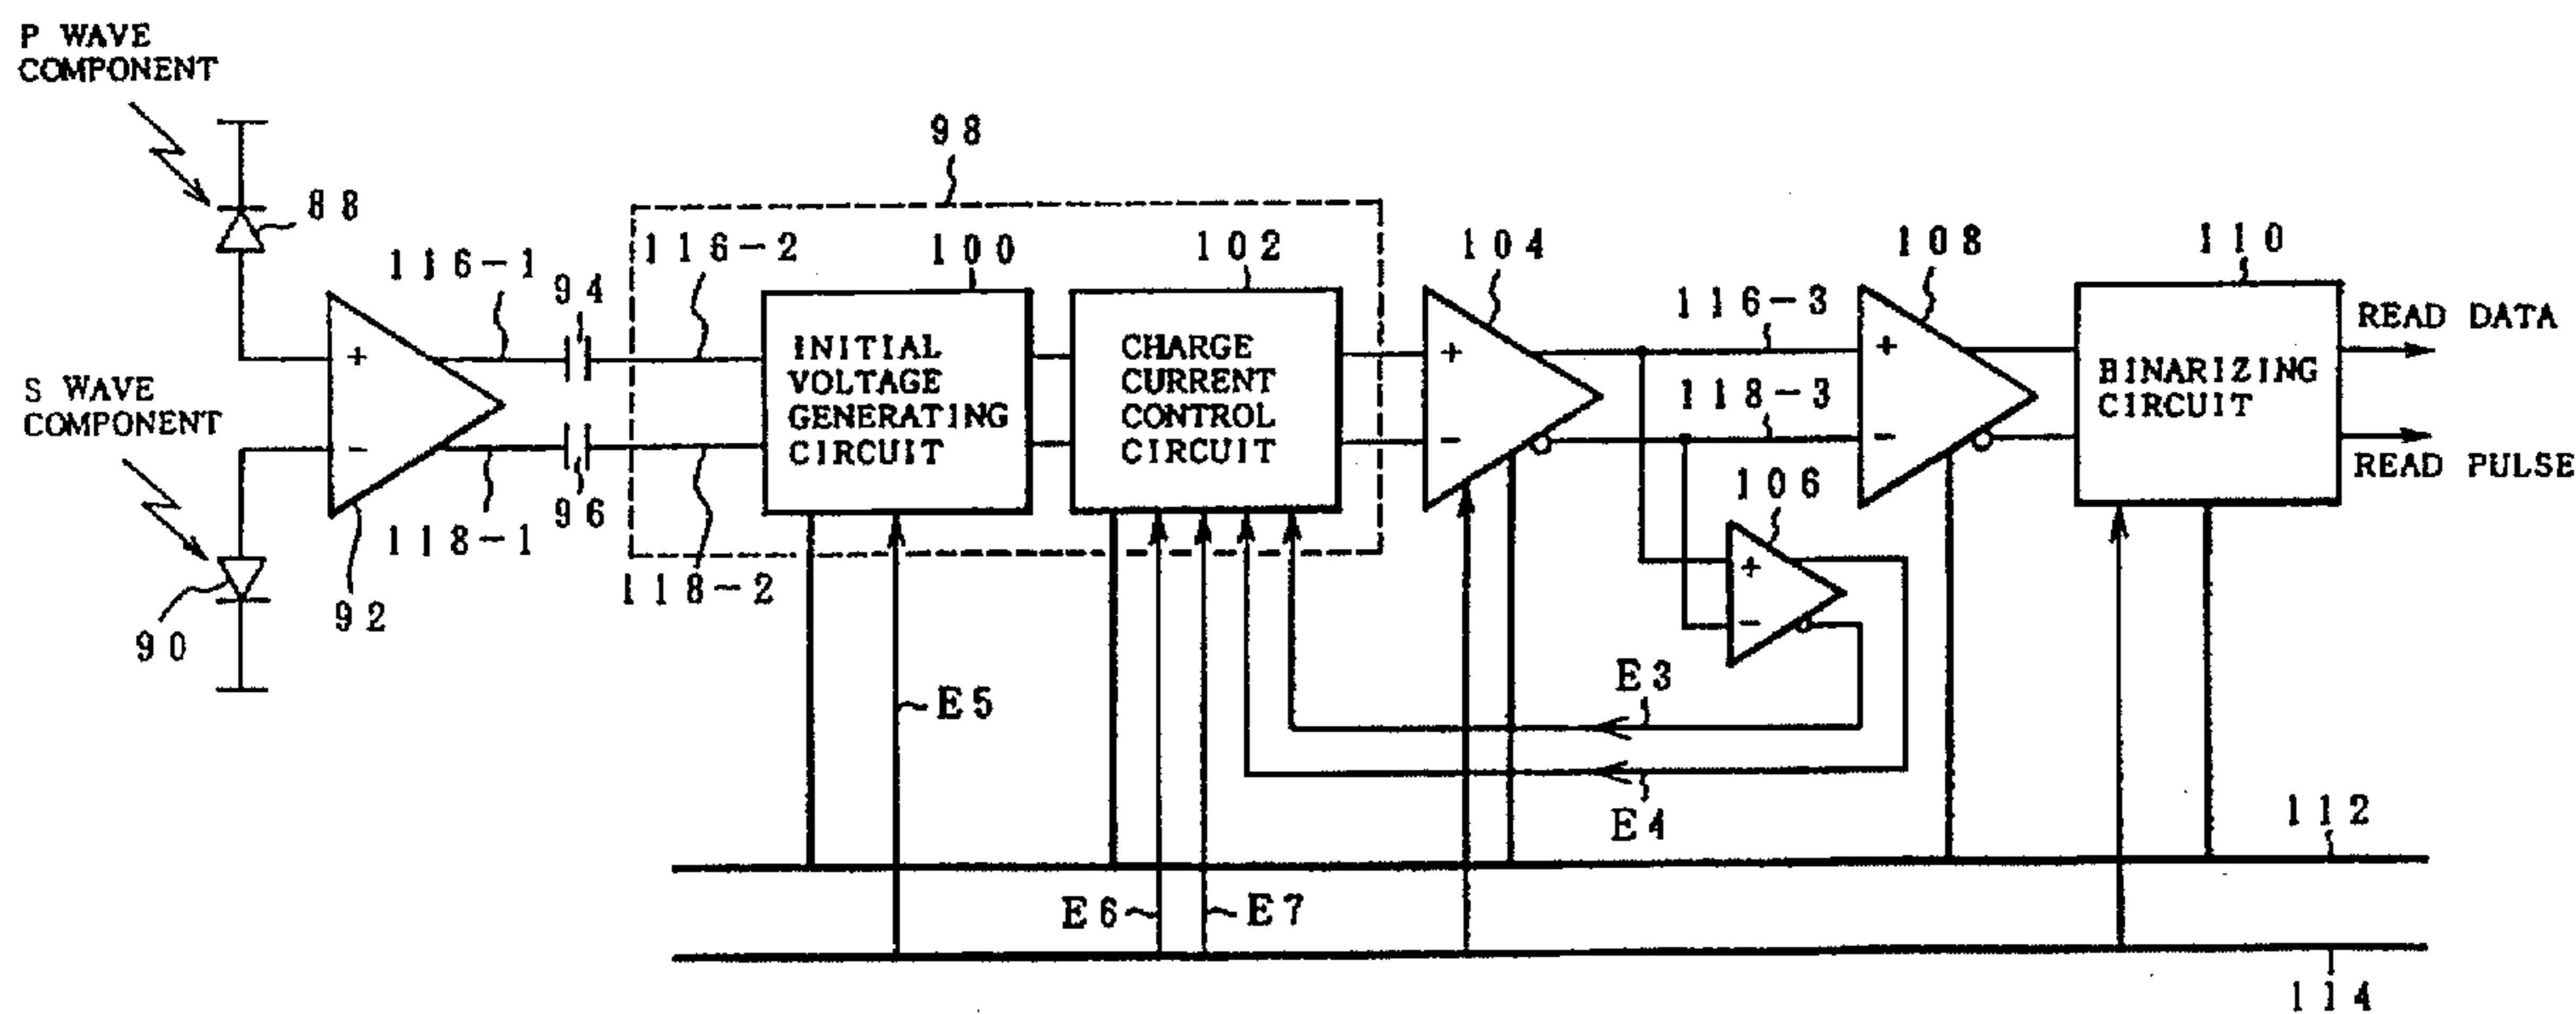 P WAVE
COMPONENT
88
S WAVE
COMPONENT
90
92
116-1
118-1
94
96
98
116-2
118-2
100
INITIAL
VOLTAGE
GENERATING
CIRCUIT
102
CHARGE
CURRENT
CONTROL
CIRCUIT
104
116-3
118-3
106
108
110
BINARIZING
CIRCUIT
READ DATA
READ PULSE
+
-
+
-
+
-
+
-
E3
E4
E5
E6
E7
112
114